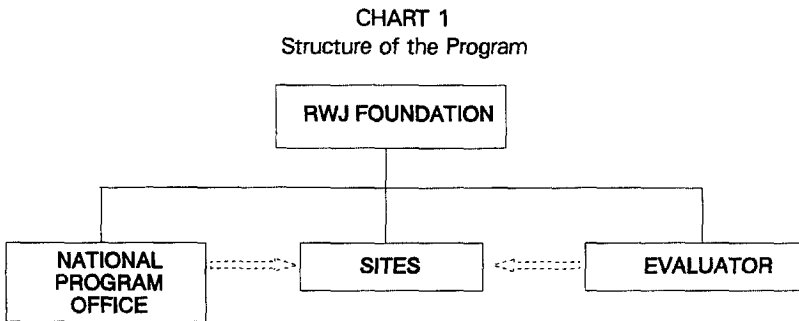 CHART 1
Structure of the Program
RWJ FOUNDATION
NATIONAL
PROGRAM
OFFICE
SITES
EVALUATOR